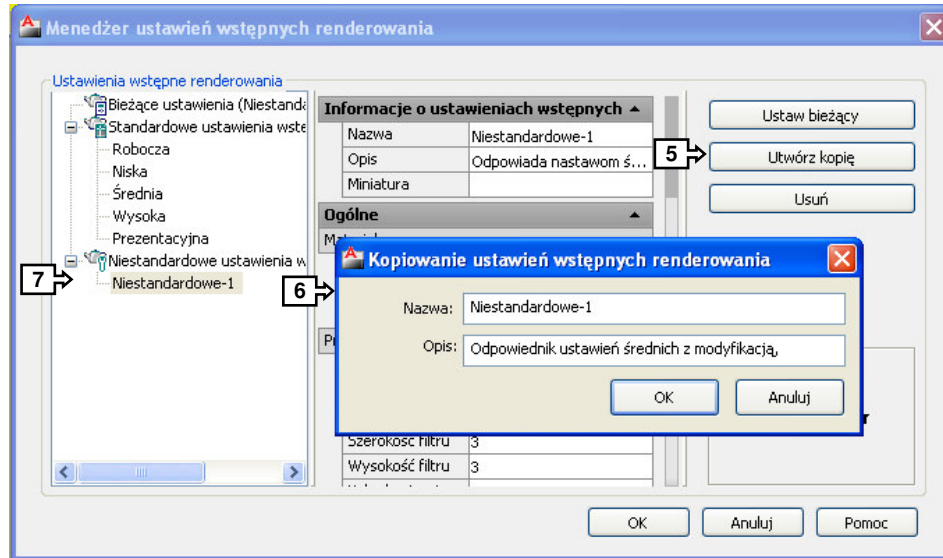 Menedżer ustawień wstępnych renderowania
Ustawienia wstępne renderowania
Bieżące ustawienia (Niestanda
Standardowe ustawienia wstę
Robocza
Niska
Średnia
Wysoka
Prezentacyjna
Niestandardowe ustawienia w
7
Niestandardowe-1
Informacje o ustawieniach wstępnych
Nazwa Niestandardowe-1
Opis Odpowiada nastawom ś...
Miniatura
Ogólne
Ustaw bieżący
5
Utwórz kopię
Usuń
6
Kopiowanie ustawień wstępnych renderowania
Nazwa: Niestandardowe-1
Opis: Odpowiednik ustawień średnich z modyfikacją,
OK Anuluj
Szerokość filtru 3
Wysokość filtru 3
OK Anuluj Pomoc